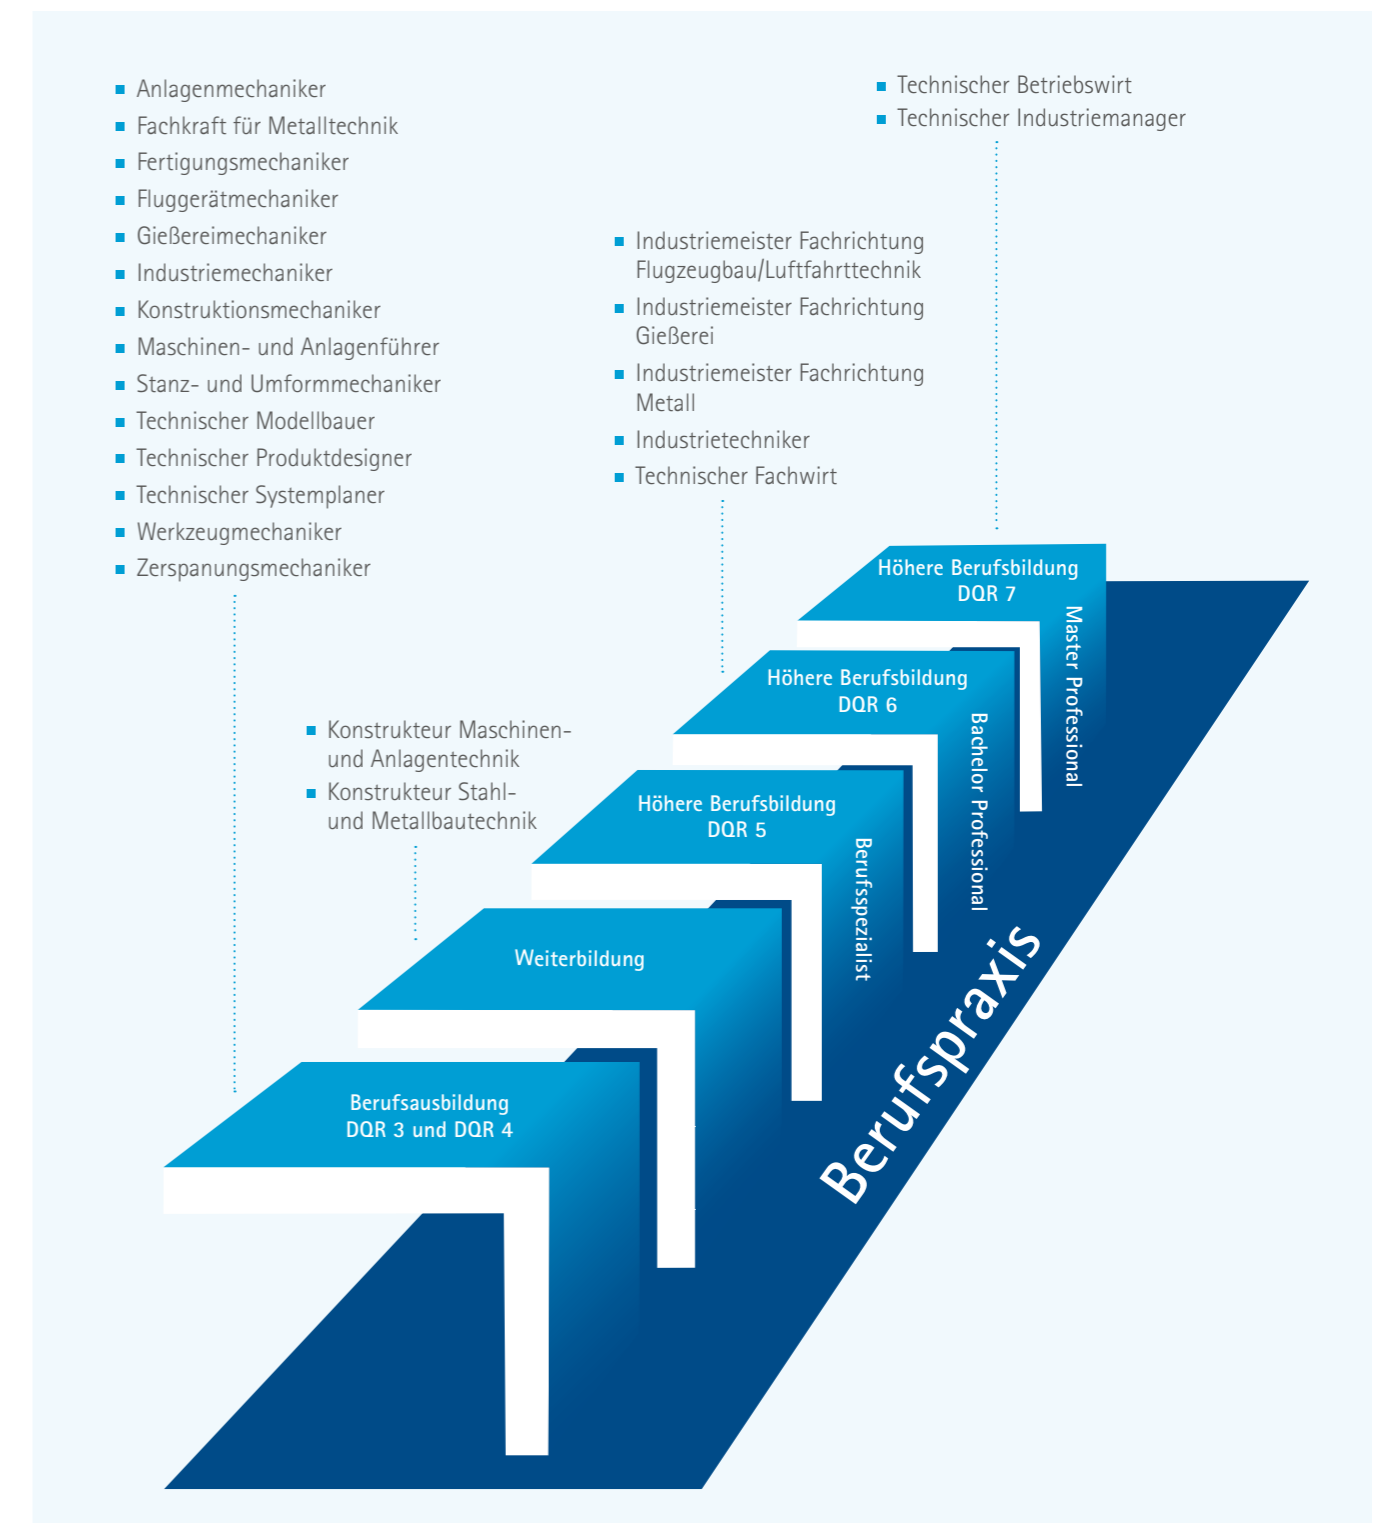 Anlagenmechaniker
Fachkraft für Metalltechnik
Fertigungsmechaniker
Fluggerätmechaniker
Gießereimechaniker
Industriemechaniker
Konstruktionsmechaniker
Maschinen- und Anlagenführer
Stanz- und Umformmechaniker
Technischer Modellbauer
Technischer Produktdesigner
Technischer Systemplaner
Werkzeugmechaniker
Zerspanungsmechaniker
Technischer Betriebswirt
Technischer Industriemanager
Industriemeister Fachrichtung
Flugzeugbau/Luftfahrttechnik
Industriemeister Fachrichtung
Gießerei
Industriemeister Fachrichtung
Metall
Industrietechniker
Technischer Fachwirt
Konstrukteur Maschinen-
und Anlagentechnik
Konstrukteur Stahl-
und Metallbautechnik
Höhere Berufsbildung
DQR 7
Master Professional
Höhere Berufsbildung
DQR 6
Bachelor Professional
Höhere Berufsbildung
DQR 5
Berufsspezialist
Weiterbildung
Berufsausbildung
DQR 3 und DQR 4
Berufspraxis